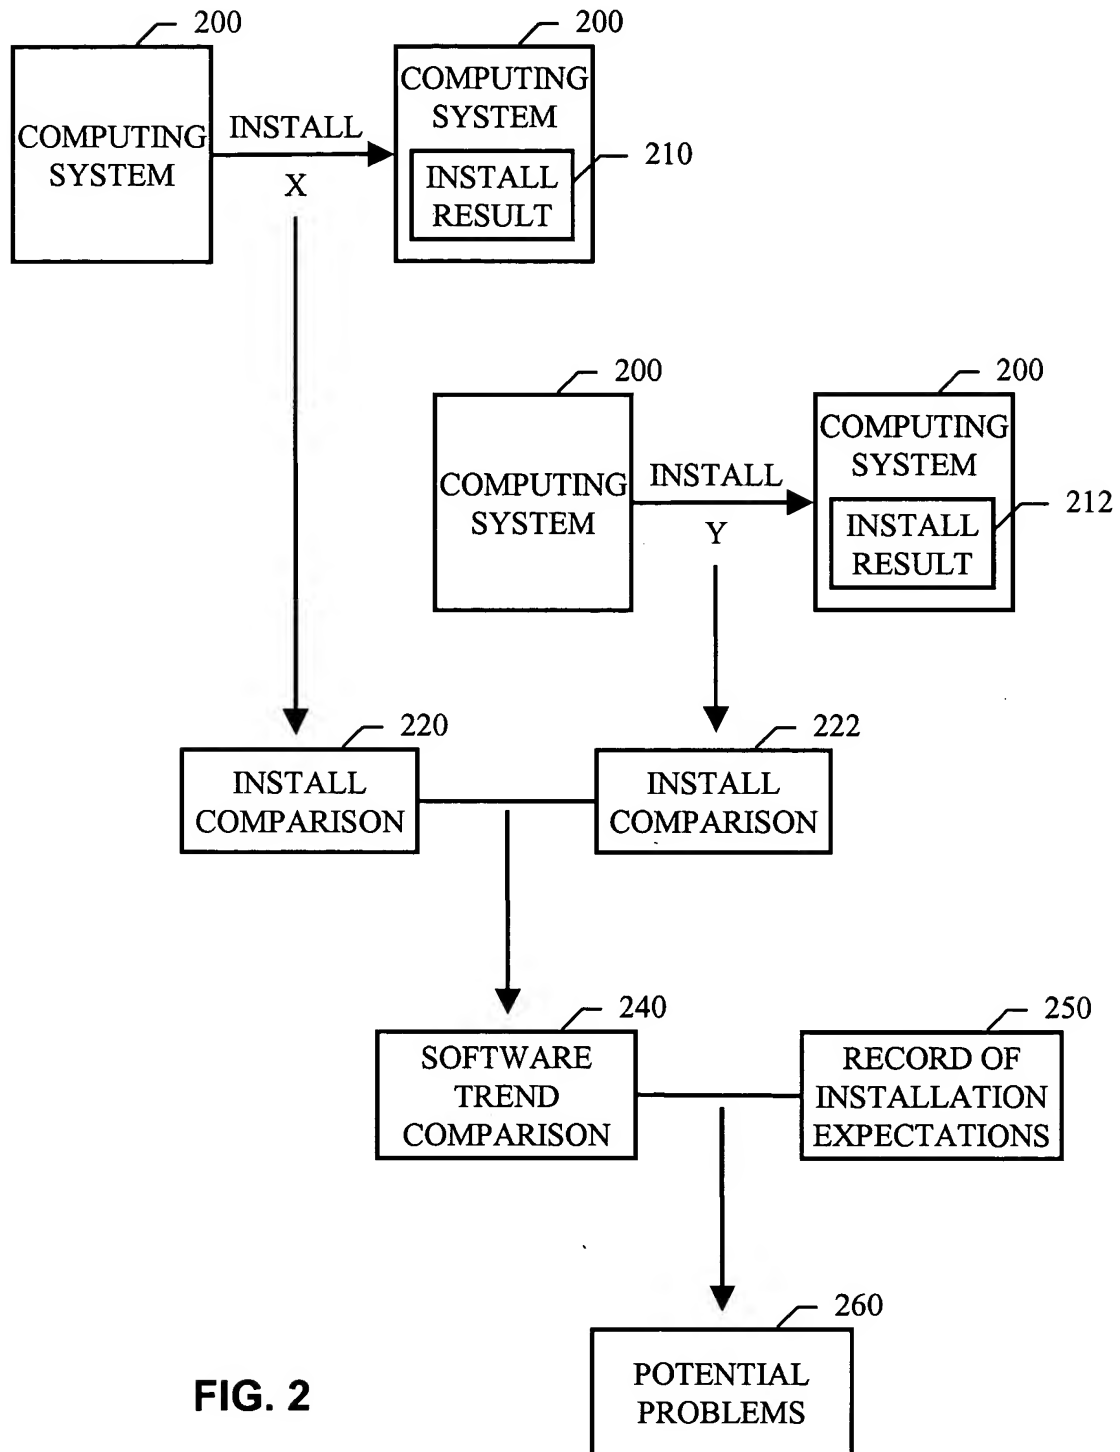 200
200
COMPUTING
SYSTEM
INSTALL
X
COMPUTING
SYSTEM
210
INSTALL
RESULT
200
200
COMPUTING
SYSTEM
INSTALL
Y
COMPUTING
SYSTEM
212
INSTALL
RESULT
220
222
INSTALL
COMPARISON
INSTALL
COMPARISON
240
250
SOFTWARE
TREND
COMPARISON
RECORD OF
INSTALLATION
EXPECTATIONS
260
POTENTIAL
PROBLEMS
FIG. 2